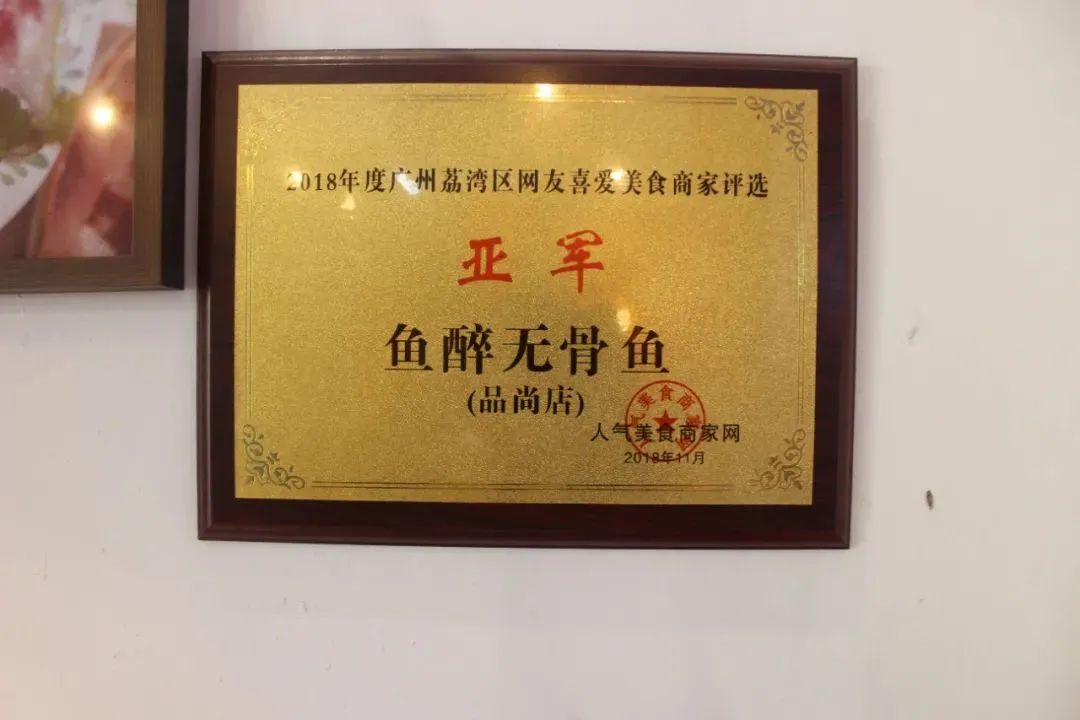 2018年度广州荔湾区网友喜爱美食商家评选
亚军
鱼醉无骨鱼
(品尚店)
人气美食商家网
2018年11月